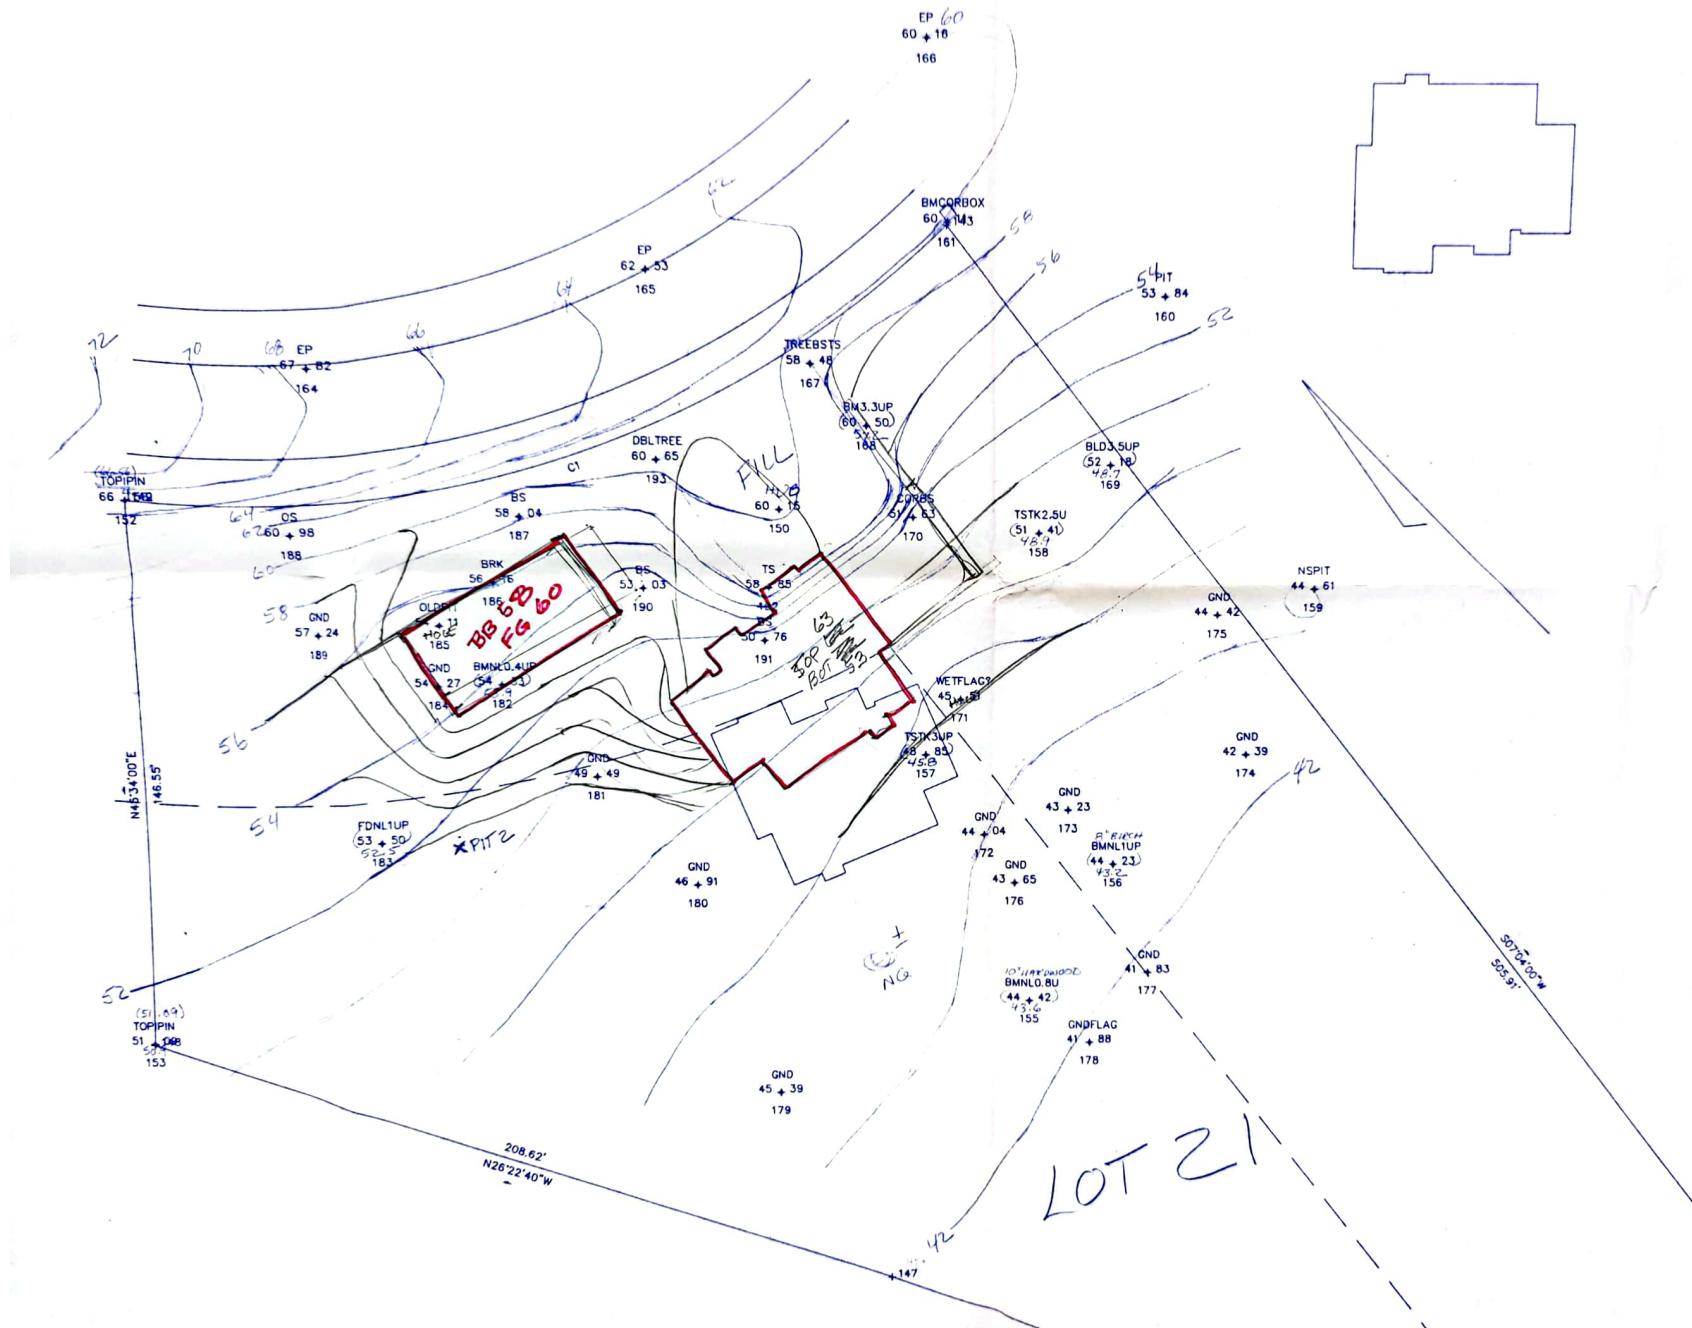 EP 60
60 + 16
166
62
BMCORBOX
161
58
EP
62 + 53
165
56
54 PIT
53 + 84
160
64
52
72
70
68
66
EP
67 + 82
164
TREEBSTS
58 + 48
167
BM3.3UP
(60 + 50)
168
BLD3.5UP
(52 + 18)
48.7
169
DBLTREE
60 + 65
193
C1
FILL
TOPIPIN
66
152
60 + 15
150
BS
58 + 04
187
CORBS
51 + 63
170
TSTK2.5U
(51 + 41)
48.9
158
64
62
OS
60 + 98
188
60
BRK
56 + 16
186
BS
53 + 03
190
TS
58 + 85
NSPIT
44 + 61
159
GND
44 + 42
175
58
GND
57 + 24
189
HOLE
185
BB 58
FG 60
50 + 76
191
63
TOP
BOT 53
GND
54 + 27
184
BMNL0.4UP
53.9
182
WETFLAG?
171
56
TSTK3UP
(48 + 85)
45.8
157
GND
42 + 39
174
42
GND
49 + 49
181
N45°34'00"E
146.55'
54
FDNL1UP
(53 + 50)
52.5
183
PIT 2
GND
43 + 23
173
GND
44 + 04
172
8" BIRCH
BMNL1UP
(44 + 23)
43.2
156
GND
46 + 91
180
GND
43 + 65
176
NG
GND
41 + 83
177
S07°04'00"W
505.91'
52
10" HARDWOOD
BMNL0.8U
(44 + 42)
43.6
155
(51.09)
TOPIPIN
51
153
GNDFLAG
41 + 88
178
GND
45 + 39
179
208.62'
N26°22'40"W
LOT 21
42
147